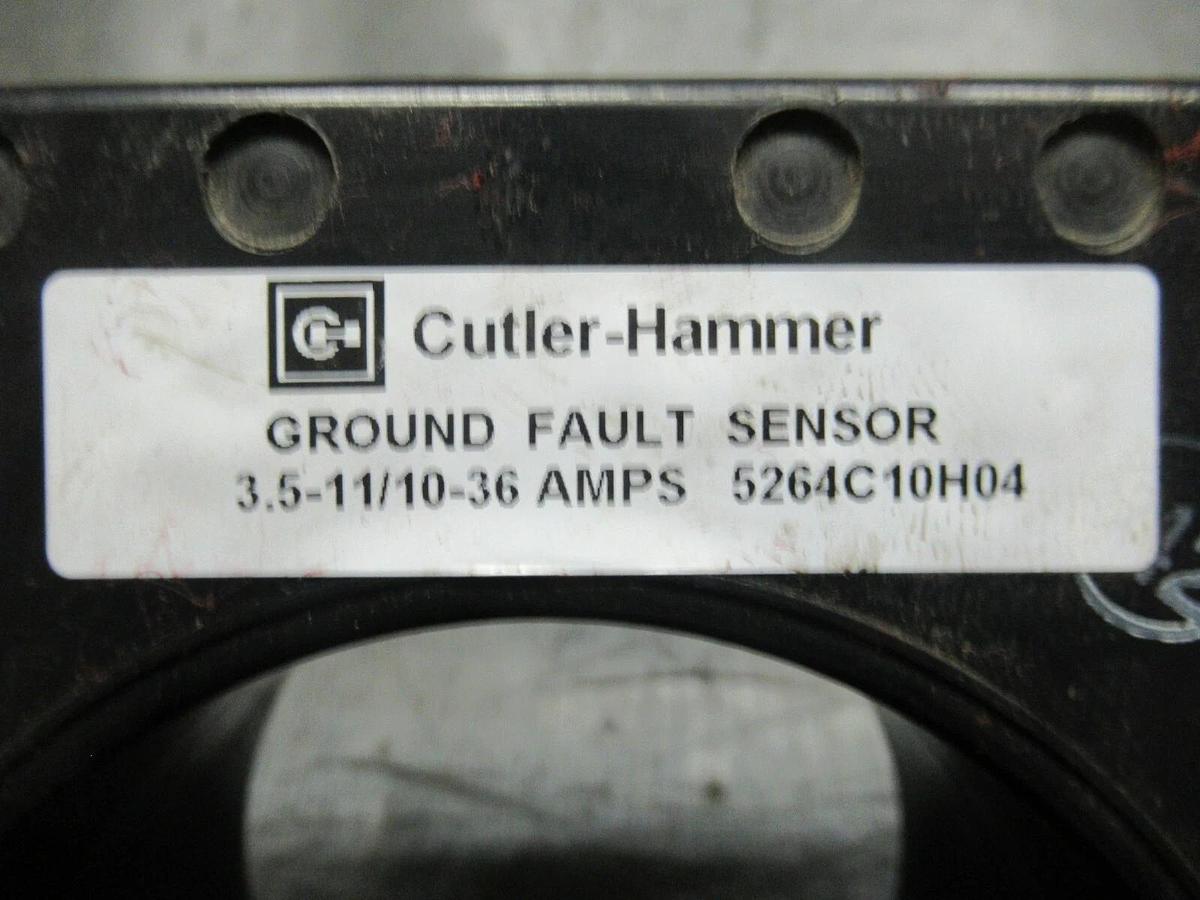 Cutler-Hammer
GROUND FAULT SENSOR
3.5-11/10-36 AMPS 5264C10H04